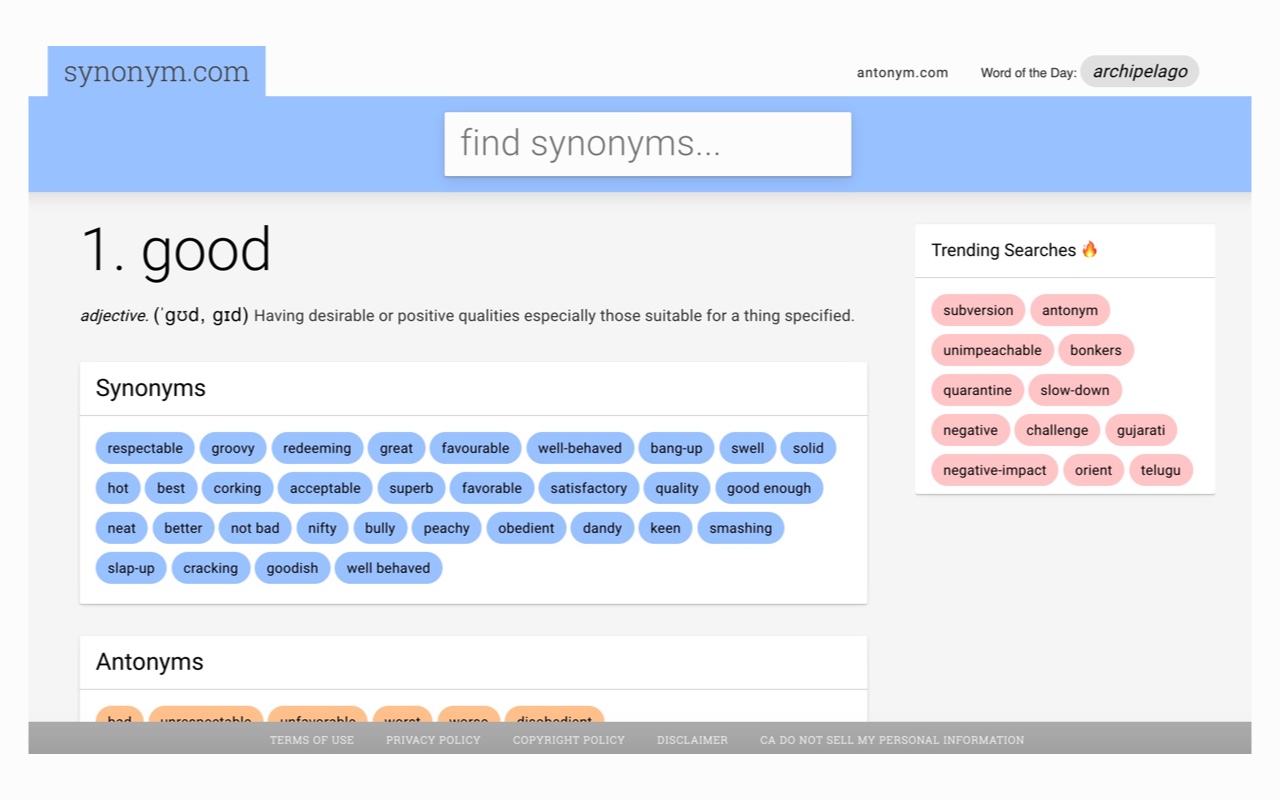 synonym.com
antonym.com
Word of the Day: archipelago
find synonyms...
1. good
adjective. (ˈgʊd, gɪd) Having desirable or positive qualities especially those suitable for a thing specified.
Synonyms
respectable groovy redeeming great favourable well-behaved bang-up swell solid
hot best corking acceptable superb favorable satisfactory quality good enough
neat better not bad nifty bully peachy obedient dandy keen smashing
slap-up cracking goodish well behaved
Antonyms
bad unrespectable unfavorable worst worse disobedient
Trending Searches 🔥
subversion antonym
unimpeachable bonkers
quarantine slow-down
negative challenge gujarati
negative-impact orient telugu
TERMS OF USE PRIVACY POLICY COPYRIGHT POLICY DISCLAIMER CA DO NOT SELL MY PERSONAL INFORMATION